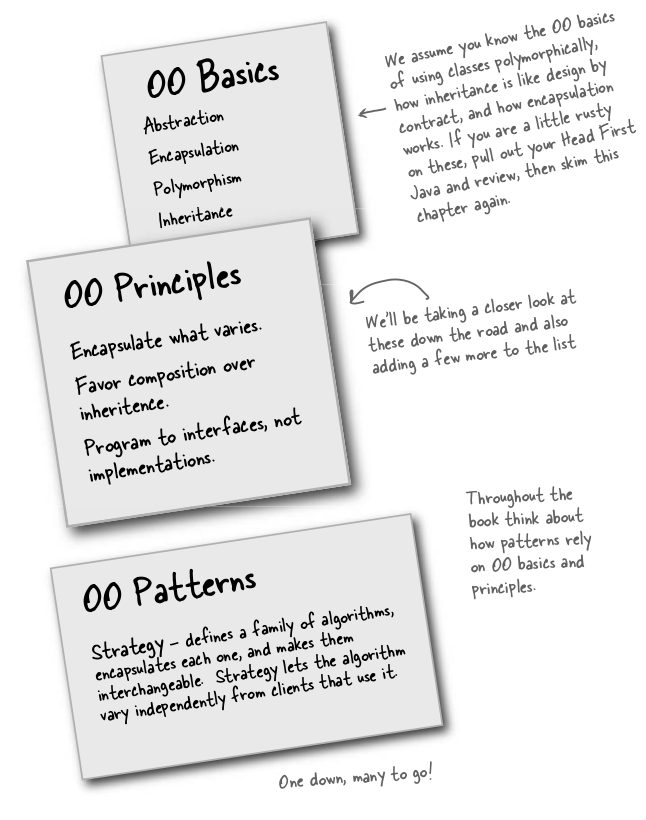 OO Basics
Abstraction
Encapsulation
Polymorphism
Inheritance
We assume you know the OO basics
of using classes polymorphically,
how inheritance is like design by
contract, and how encapsulation
works. If you are a little rusty
on these, pull out your Head First
Java and review, then skim this
chapter again.
OO Principles
Encapsulate what varies.
Favor composition over
inheritence.
Program to interfaces, not
implementations.
We'll be taking a closer look at
these down the road and also
adding a few more to the list
Throughout the
book think about
how patterns rely
on OO basics and
principles.
OO Patterns
Strategy – defines a family of algorithms,
encapsulates each one, and makes them
interchangeable. Strategy lets the algorithm
vary independently from clients that use it.
One down, many to go!